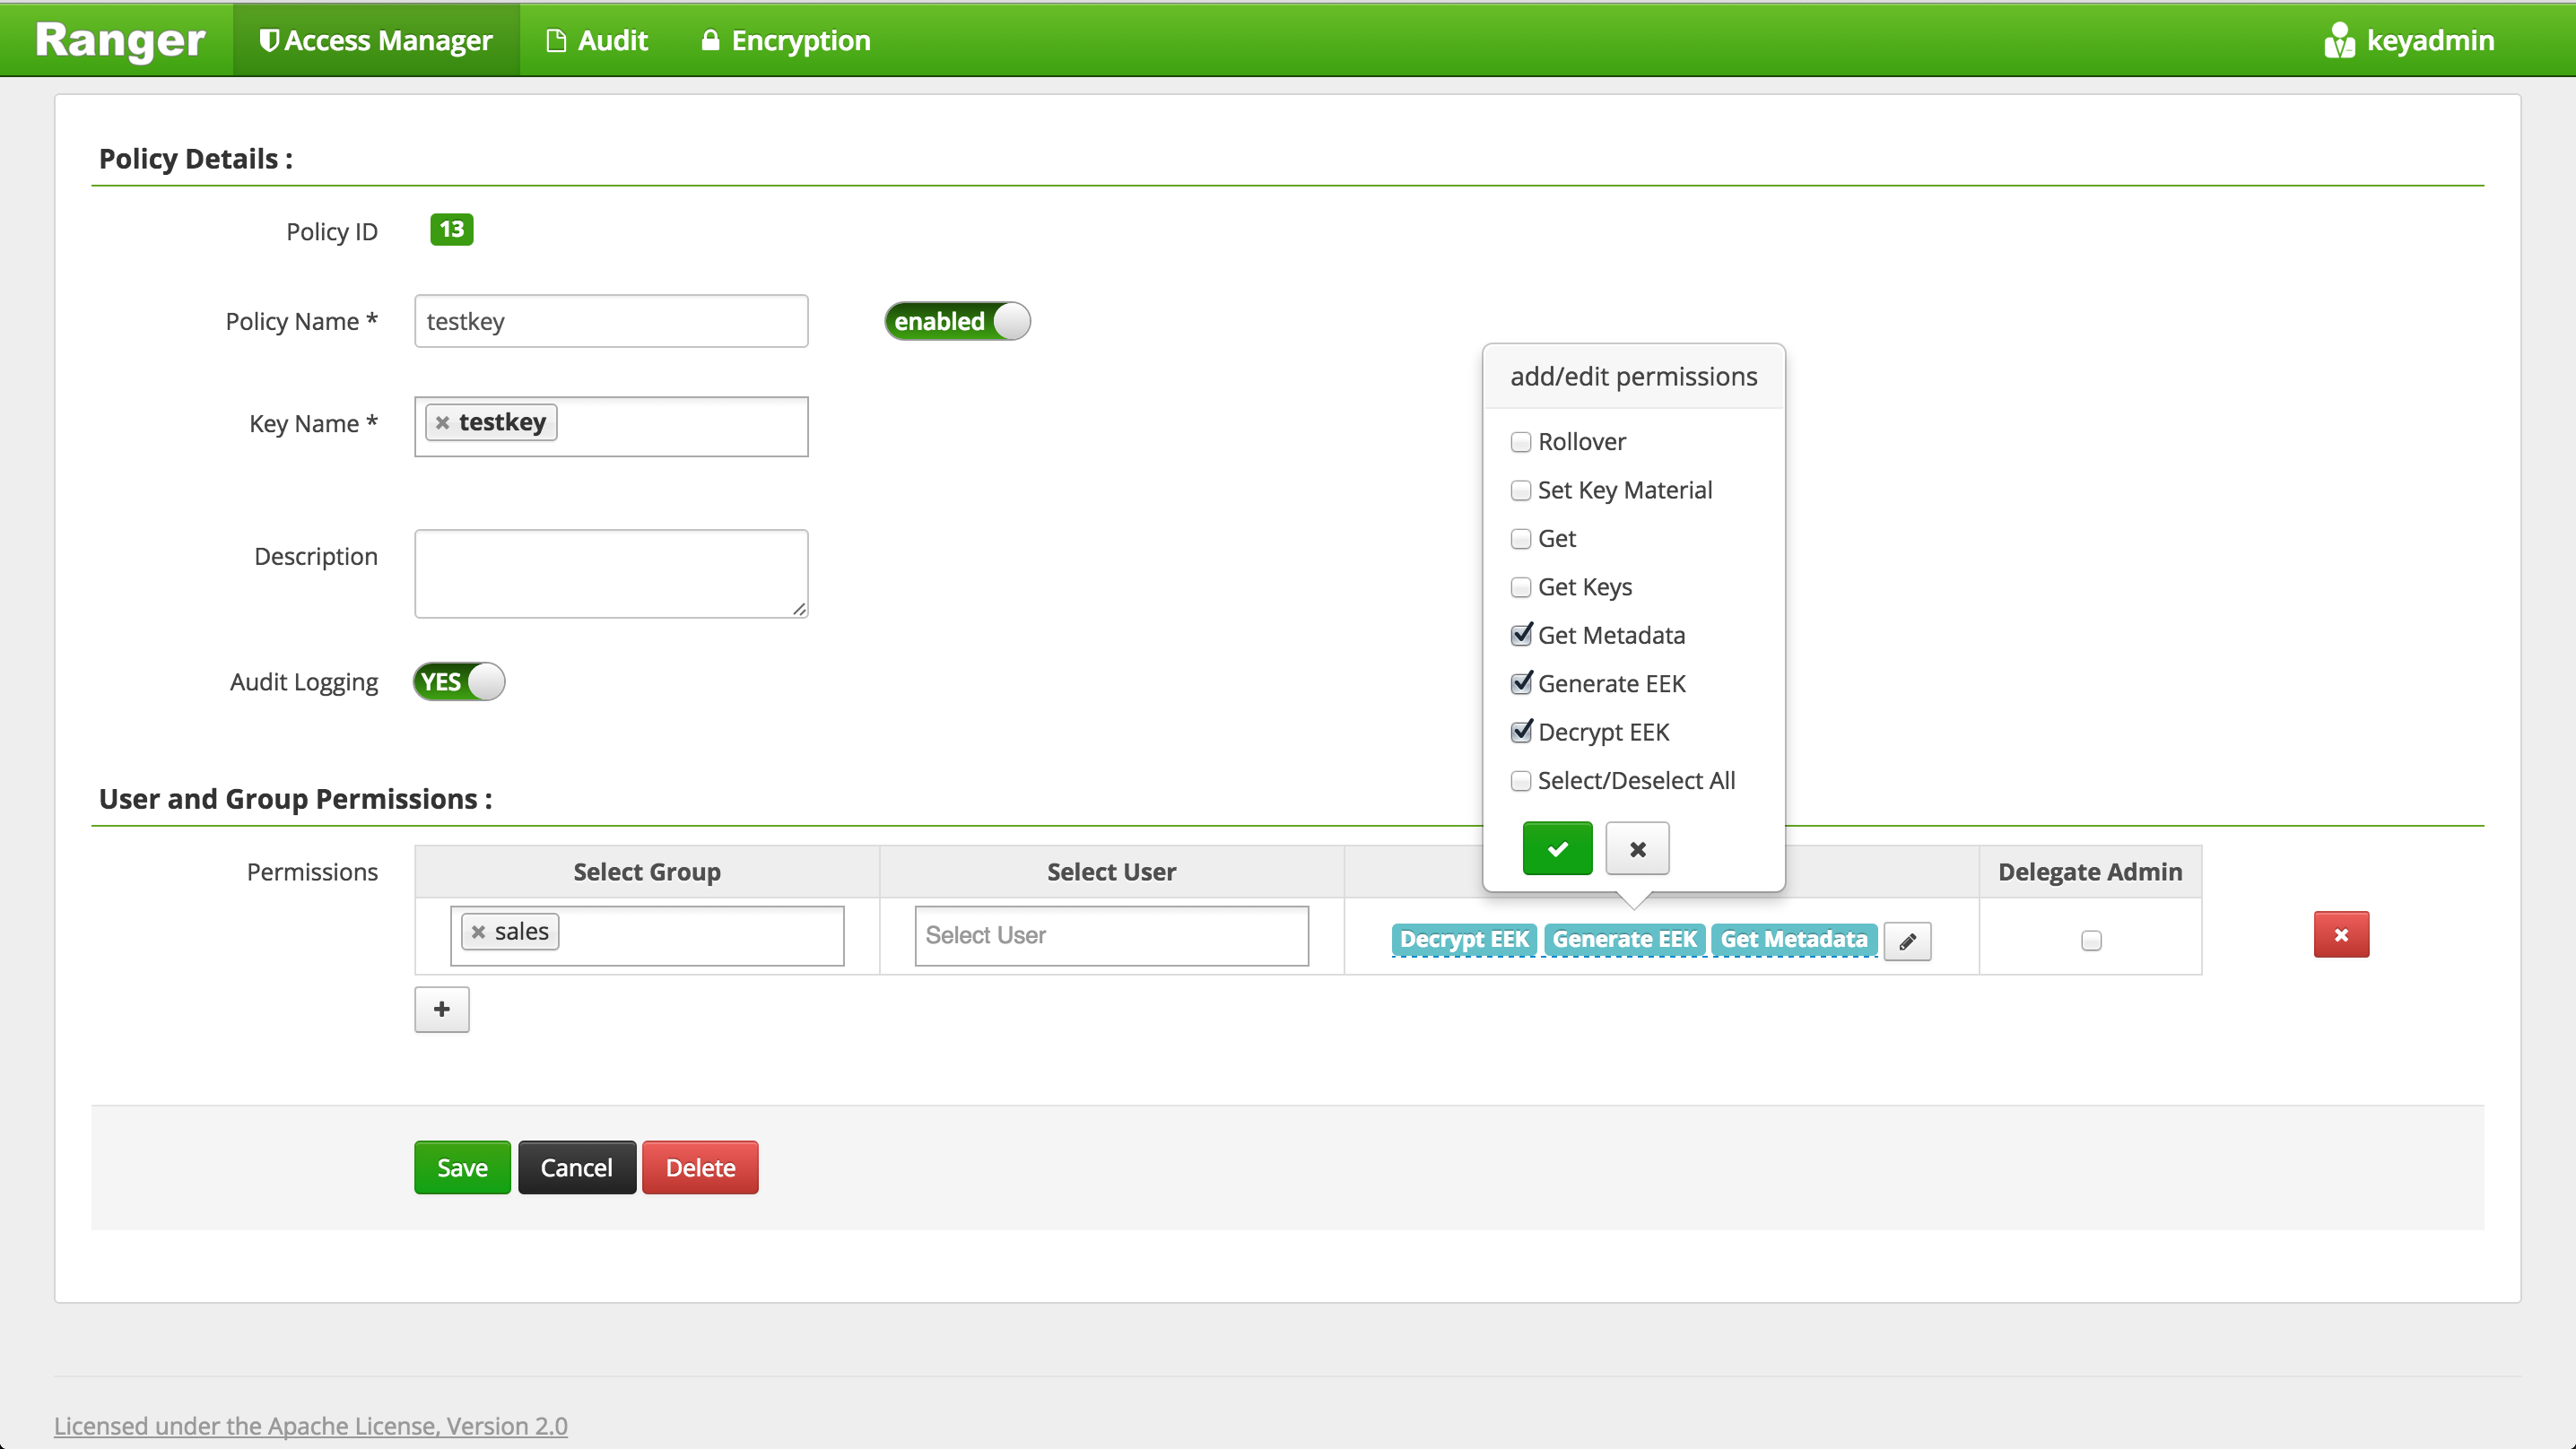 Ranger Access Manager Audit Encryption keyadmin
Policy Details :
Policy ID 13
Policy Name * testkey enabled
add/edit permissions
Key Name * testkey
Rollover
Set Key Material
Get
Get Keys
Get Metadata
Generate EEK
Decrypt EEK
Select/Deselect All
Description
Audit Logging YES
User and Group Permissions :
Permissions Select Group Select User Delegate Admin
sales Select User Decrypt EEK Generate EEK Get Metadata
Save Cancel Delete
Licensed under the Apache License, Version 2.0